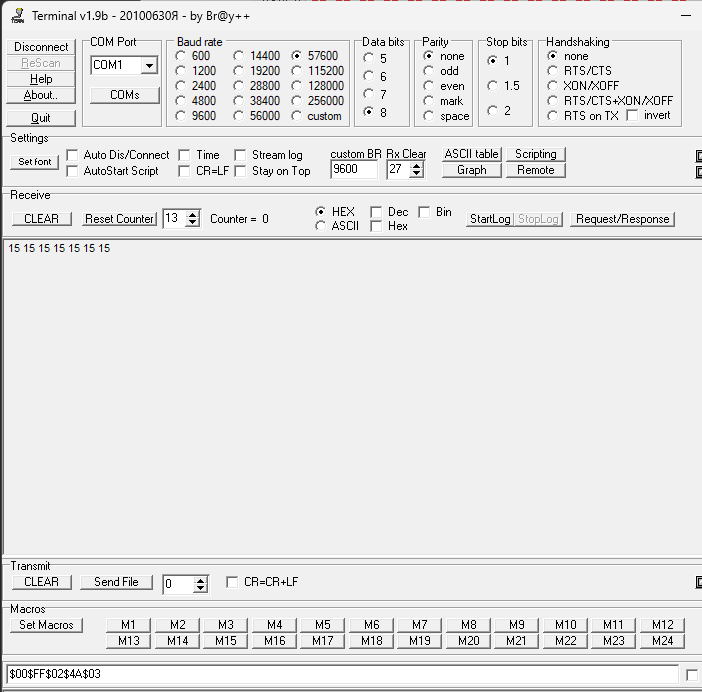 Terminal v1.9b - 20100630Я - by Br@y++
Disconnect
ReScan
Help
About..
Quit
COM Port
COM1
COMs
Baud rate
600 14400 57600
1200 19200 115200
2400 28800 128000
4800 38400 256000
9600 56000 custom
Data bits
5
6
7
8
Parity
none
odd
even
mark
space
Stop bits
1
1.5
2
Handshaking
none
RTS/CTS
XON/XOFF
RTS/CTS+XON/XOFF
RTS on TX invert
Settings
Set font
Auto Dis/Connect Time Stream log
AutoStart Script CR=LF Stay on Top
custom BR Rx Clear
9600 27
ASCII table Scripting
Graph Remote
Receive
CLEAR Reset Counter 13 Counter = 0
HEX Dec Bin
ASCII Hex
StartLog StopLog Request/Response
15 15 15 15 15 15 15
Transmit
CLEAR Send File 0 CR=CR+LF
Macros
Set Macros
M1 M2 M3 M4 M5 M6 M7 M8 M9 M10 M11 M12
M13 M14 M15 M16 M17 M18 M19 M20 M21 M22 M23 M24
$00$FF$02$4A$03